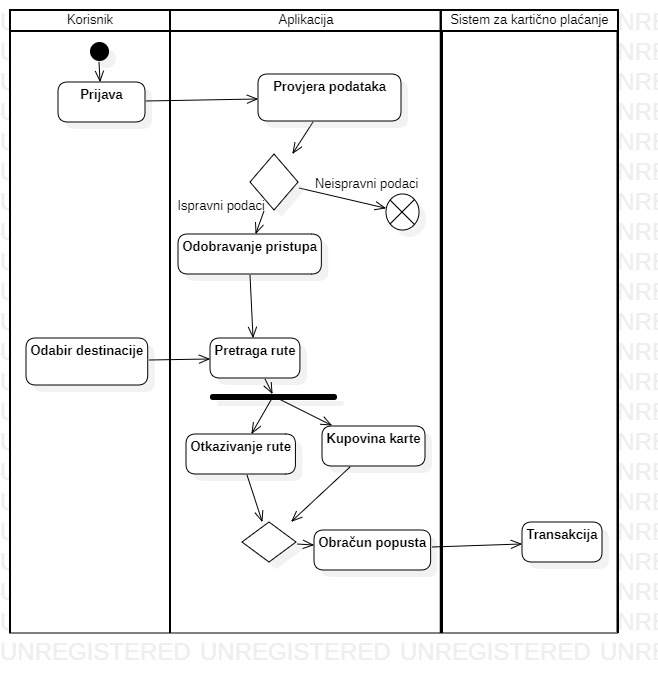 Korisnik
Aplikacija
Sistem za kartično plaćanje
Prijava
Provjera podataka
Neispravni podaci
Ispravni podaci
Odobravanje pristupa
Odabir destinacije
Pretraga rute
Otkazivanje rute
Kupovina karte
Obračun popusta
Transakcija
UNREGISTERED UNREGISTERED UNREGISTERED